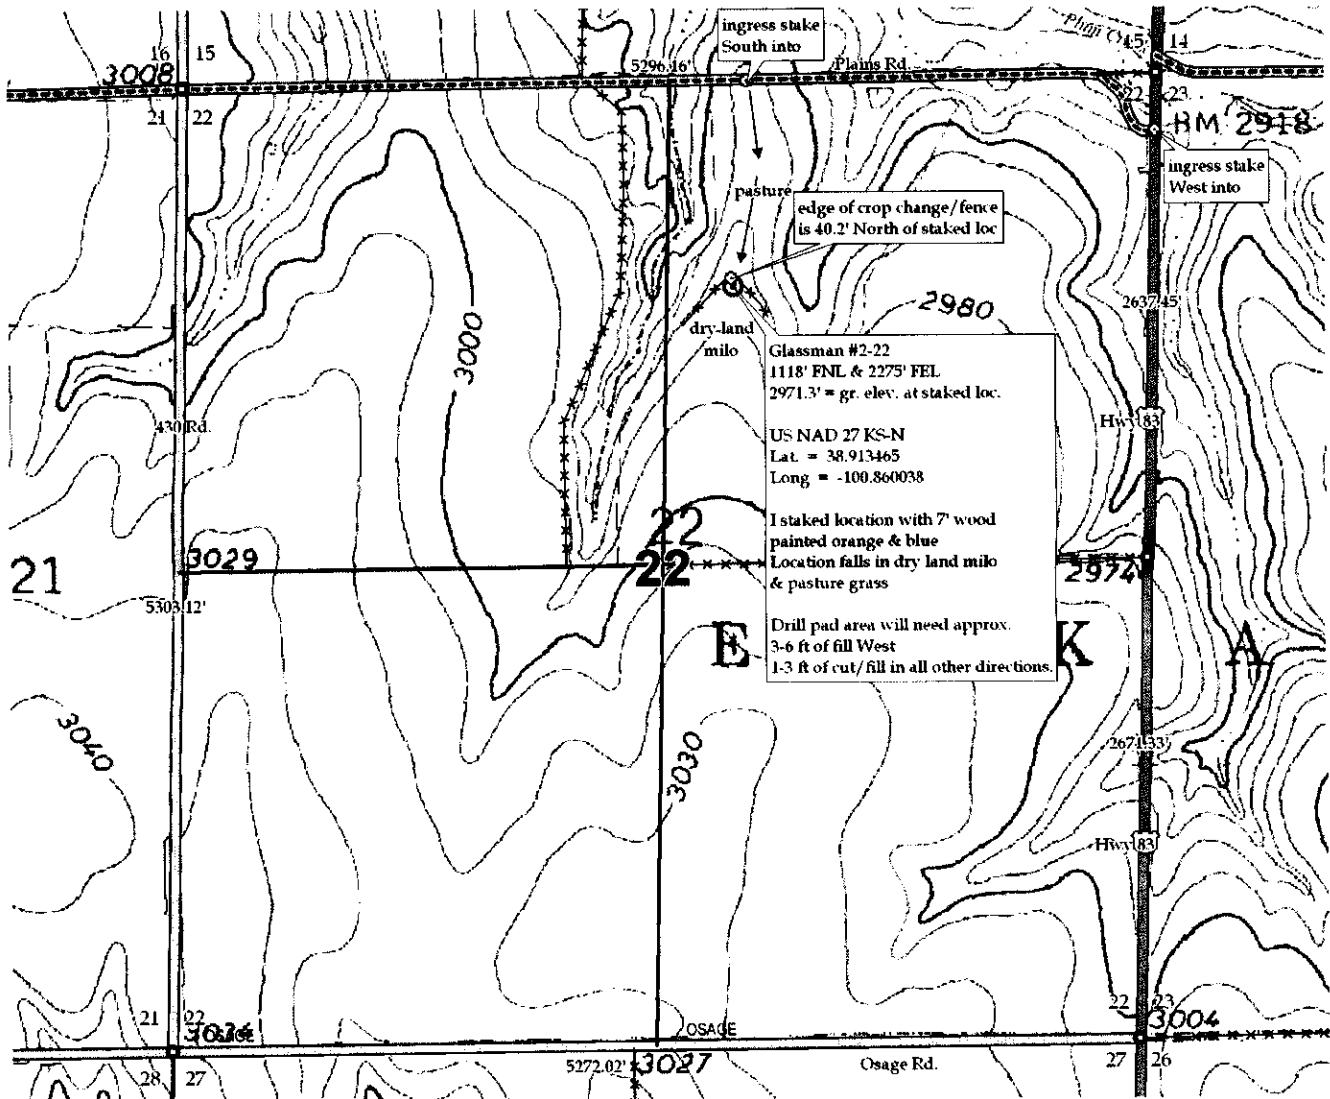 ingress stake
South into
16 15
15 14
3008
5296.16'
Plains Rd.
21 22
22 23
BM 2918
ingress stake
West into
pasture
edge of crop change/fence
is 40.2' North of staked loc
2980
2637.45'
3000
dry-land
milo
Glassman #2-22
1118' FNL & 2275' FEL
2971.3' = gr. elev. at staked loc.
US NAD 27 KS-N
Lat. = 38.913465
Long = -100.860038
I staked location with 7' wood
painted orange & blue
Location falls in dry land milo
& pasture grass
Drill pad area will need approx.
3-6 ft of fill West
1-3 ft of cut/fill in all other directions.
430 Rd.
Hwy 83
22
21
3029
22
2974
5303.12'
E K A
3040
3030
2671.33'
Hwy 83
22 23
21 22
OSAGE
3004
5272.02'
3027
Osage Rd.
27 26
28 27